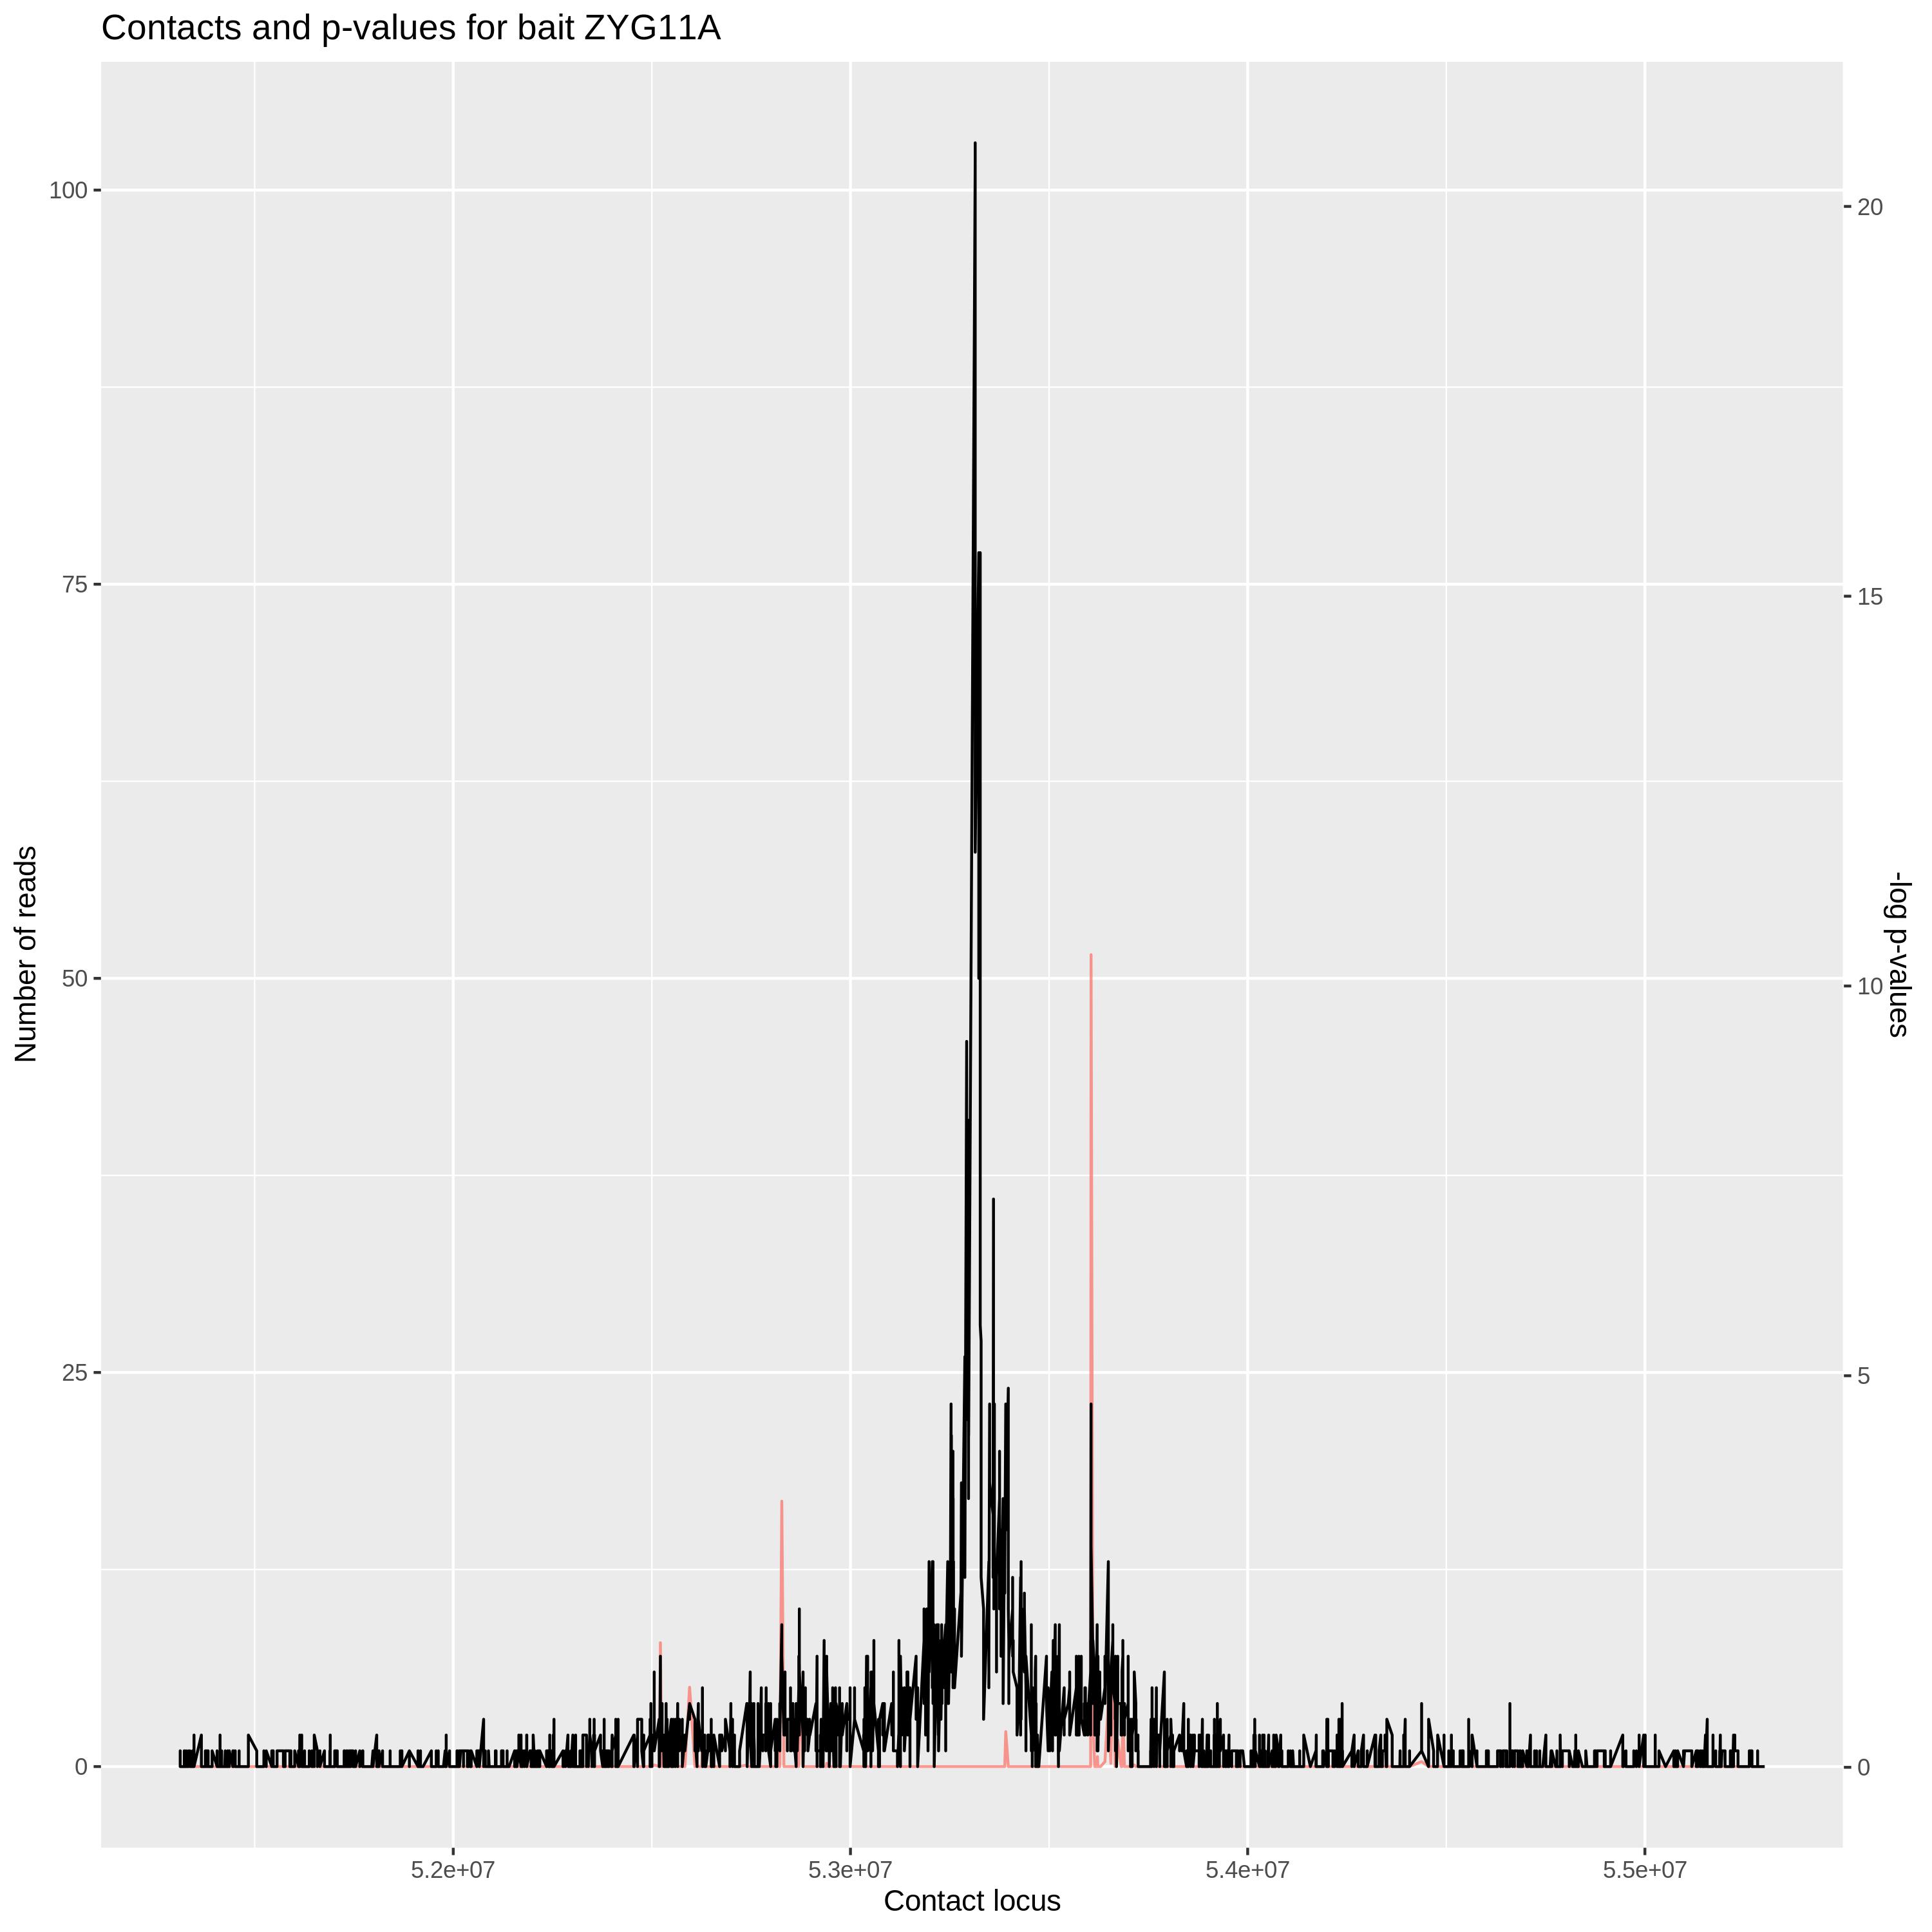 Contacts and p-values for bait ZYG11A
100
75
50
25
0
Number of reads
20
15
10
5
0
-log p-values
5.2e+07
5.3e+07
5.4e+07
5.5e+07
Contact locus